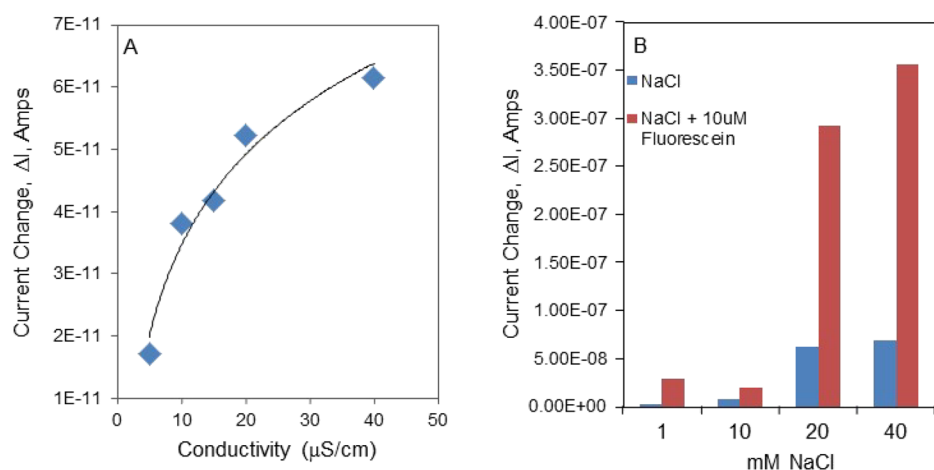 A
Current Change, ΔI, Amps
7E-11
6E-11
5E-11
4E-11
3E-11
2E-11
1E-11
0 10 20 30 40 50
Conductivity (µS/cm)
B
Current Change, ΔI, Amps
4.00E-07
3.50E-07
3.00E-07
2.50E-07
2.00E-07
1.50E-07
1.00E-07
5.00E-08
0.00E+00
NaCl
NaCl + 10uM
Fluorescein
1 10 20 40
mM NaCl